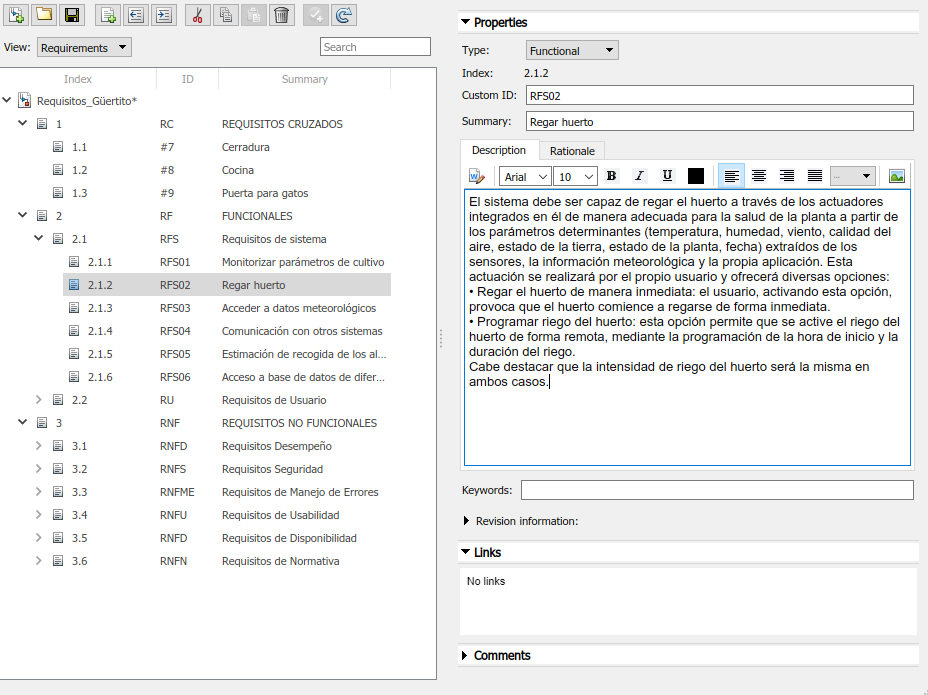 View: Requirements
Search
Index ID Summary
Requisitos_Güertito*
1 RC REQUISITOS CRUZADOS
1.1 #7 Cerradura
1.2 #8 Cocina
1.3 #9 Puerta para gatos
2 RF FUNCIONALES
2.1 RFS Requisitos de sistema
2.1.1 RFS01 Monitorizar parámetros de cultivo
2.1.2 RFS02 Regar huerto
2.1.3 RFS03 Acceder a datos meteorológicos
2.1.4 RFS04 Comunicación con otros sistemas
2.1.5 RFS05 Estimación de recogida de los al...
2.1.6 RFS06 Acceso a base de datos de difer...
2.2 RU Requisitos de Usuario
3 RNF REQUISITOS NO FUNCIONALES
3.1 RNFD Requisitos Desempeño
3.2 RNFS Requisitos Seguridad
3.3 RNFME Requisitos de Manejo de Errores
3.4 RNFU Requisitos de Usabilidad
3.5 RNFD Requisitos de Disponibilidad
3.6 RNFN Requisitos de Normativa
Properties
Type: Functional
Index: 2.1.2
Custom ID: RFS02
Summary: Regar huerto
Description Rationale
Arial 10 B I U ...
El sistema debe ser capaz de regar el huerto a través de los actuadores
integrados en él de manera adecuada para la salud de la planta a partir de
los parámetros determinantes (temperatura, humedad, viento, calidad del
aire, estado de la tierra, estado de la planta, fecha) extraídos de los
sensores, la información meteorológica y la propia aplicación. Esta
actuación se realizará por el propio usuario y ofrecerá diversas opciones:
• Regar el huerto de manera inmediata: el usuario, activando esta opción,
provoca que el huerto comience a regarse de forma inmediata.
• Programar riego del huerto: esta opción permite que se active el riego del
huerto de forma remota, mediante la programación de la hora de inicio y la
duración del riego.
Cabe destacar que la intensidad de riego del huerto será la misma en
ambos casos.
Keywords:
Revision information:
Links
No links
Comments